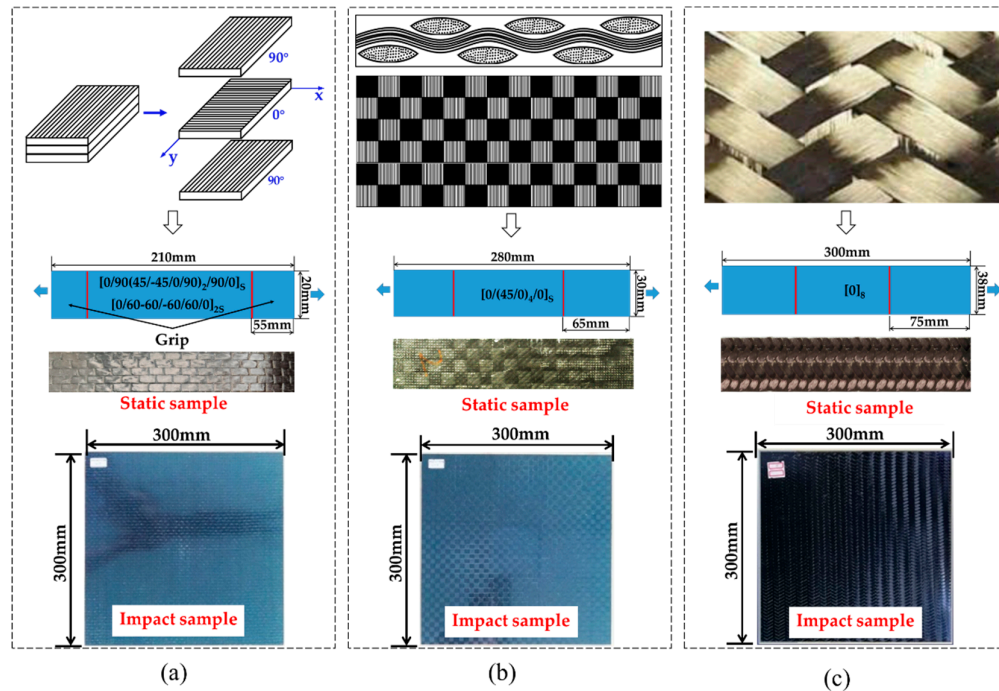 90°
x
0°
y
90°
210mm
[0/90(45/-45/0/90)₂/90/0]ₛ
[0/60-60/-60/60/0]₂ₛ
20mm
55mm
Grip
Static sample
300mm
300mm
Impact sample
(a)
280mm
[0/(45/0)₄/0]ₛ
30mm
65mm
Static sample
300mm
300mm
Impact sample
(b)
300mm
[0]₈
38mm
75mm
Static sample
300mm
300mm
Impact sample
(c)